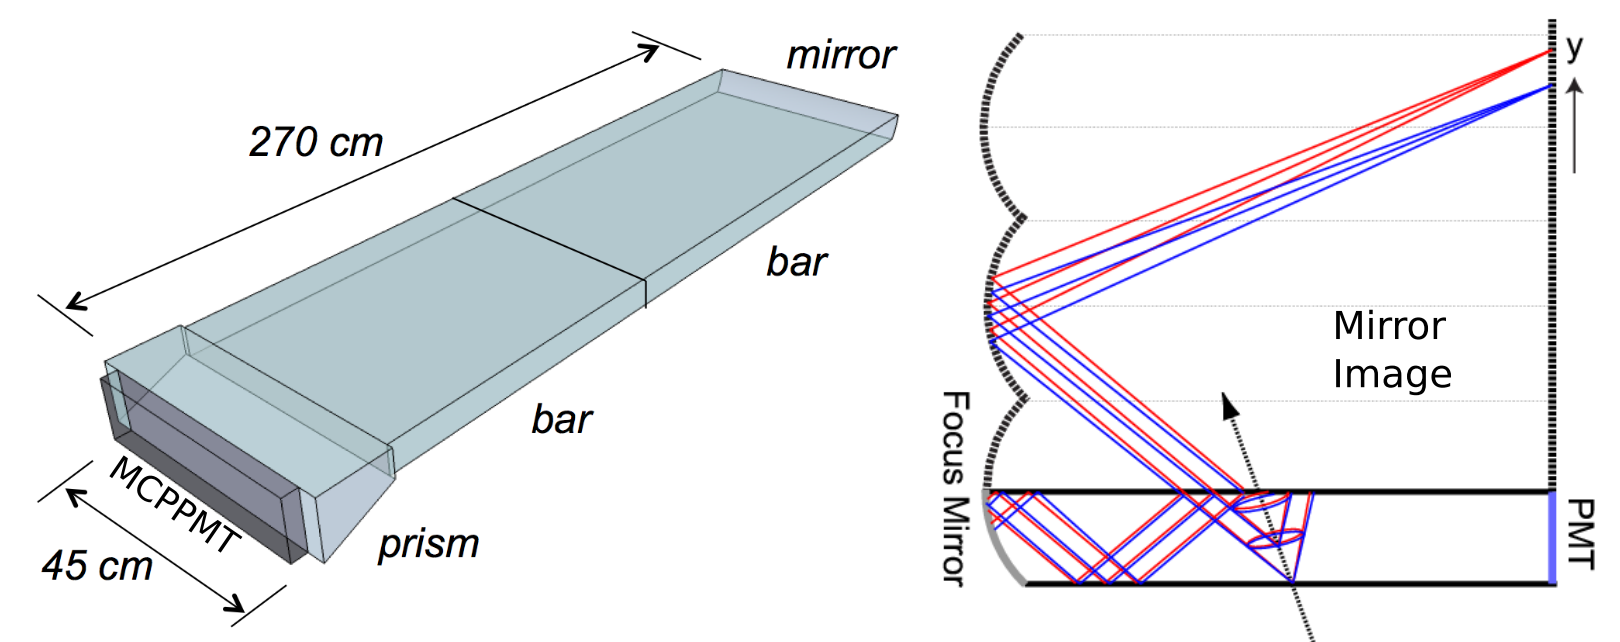 mirror
270 cm
bar
bar
MCPPMT
prism
45 cm
y
Mirror
Image
Focus Mirror
PMT